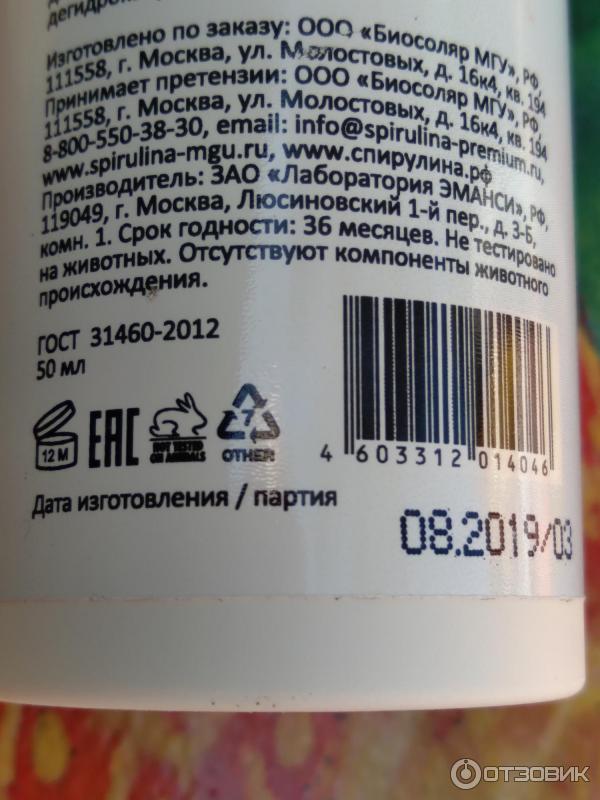 Изготовлено по заказу: ООО «Биосоляр МГУ», РФ,
111558, г. Москва, ул. Молостовых, д. 16к4, кв. 194
Принимает претензии: ООО «Биосоляр МГУ», РФ,
111558, г. Москва, ул. Молостовых, д. 16к4, кв. 194
8-800-550-38-30, email: info@spirulina-premium.ru,
www.spirulina-mgu.ru, www.спирулина.рф
Производитель: ЗАО «Лаборатория ЭМАНСИ», РФ,
119049, г. Москва, Люсиновский 1-й пер., д. 3-Б,
комн. 1. Срок годности: 36 месяцев. Не тестировано
на животных. Отсутствуют компоненты животного
происхождения.
ГОСТ 31460-2012
50 мл
12 М
EAC
NOT TESTED
ON ANIMALS
7
OTHER
4 603312 014046
Дата изготовления / партия
08.2019/03
ОТЗОВИК